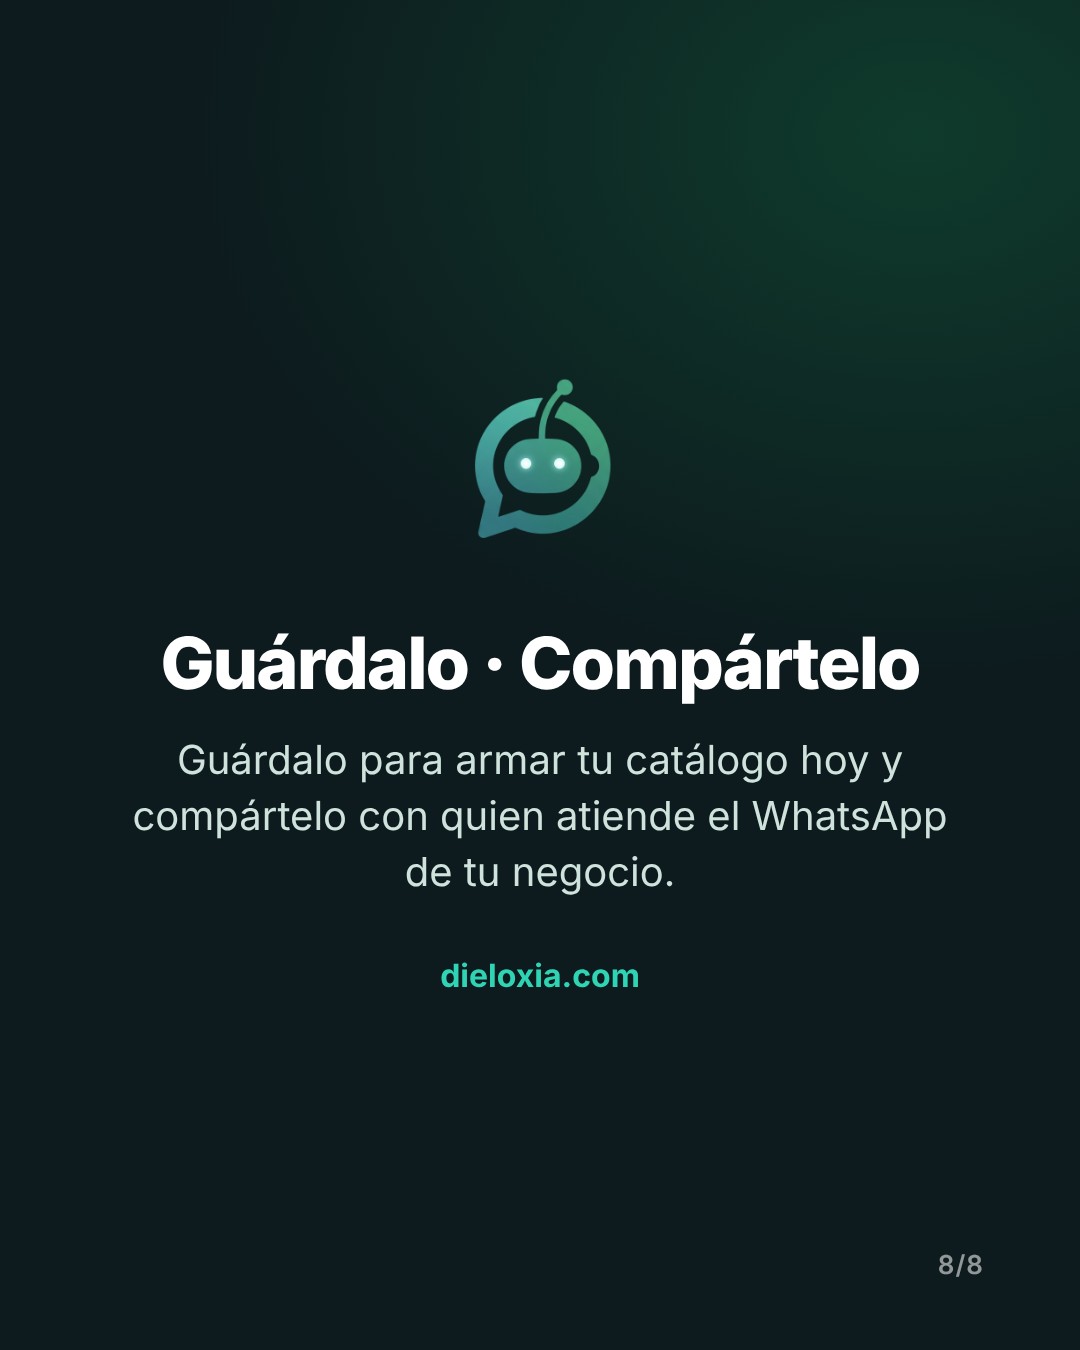 Guárdalo · Compártelo
Guárdalo para armar tu catálogo hoy y
compártelo con quien atiende el WhatsApp
de tu negocio.
dieloxia.com
8/8